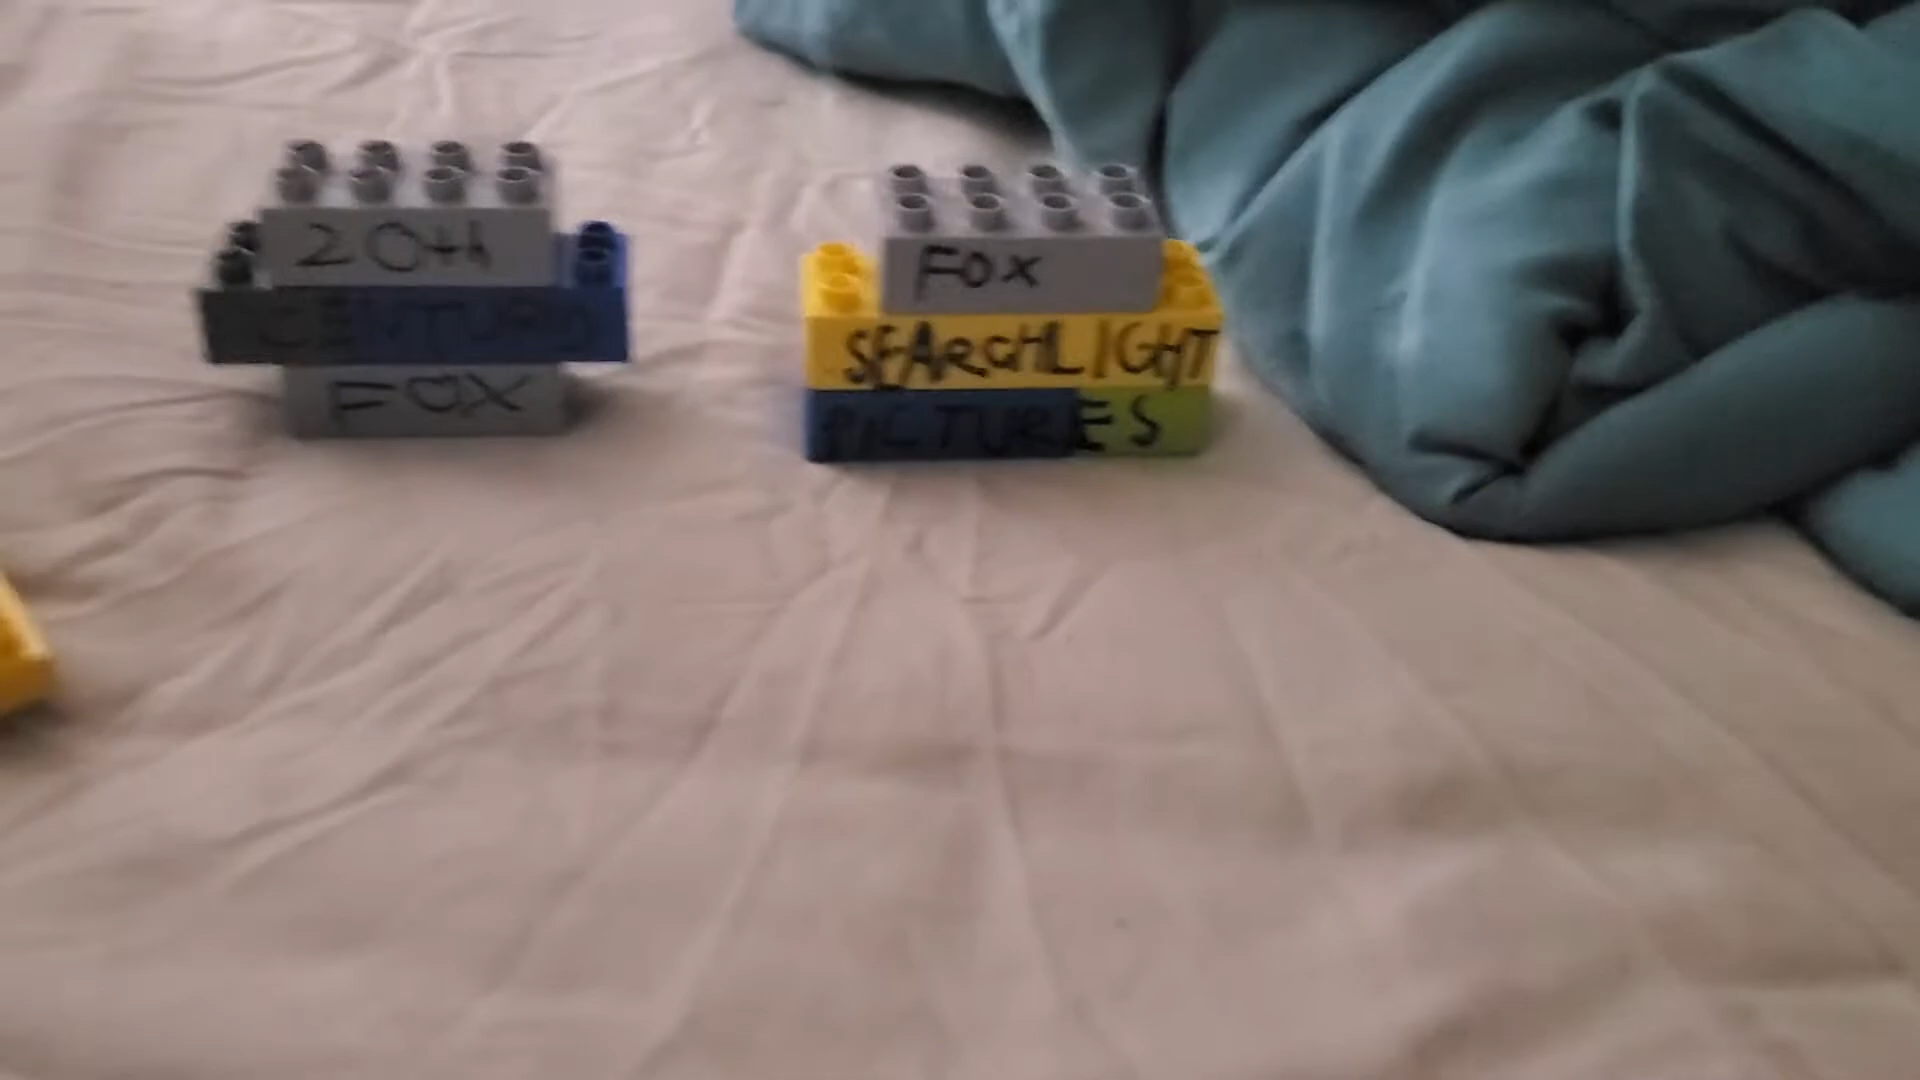 20th
CENTURY
FOX
FOX
SEARCHLIGHT
PICTURES